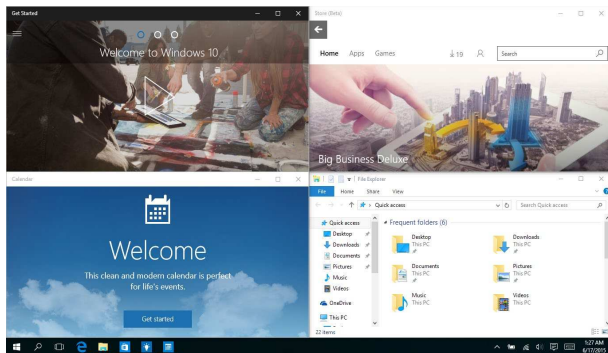 Get Started
Welcome to Windows 10
Store (Beta)
Home Apps Games 19 Search
Big Business Deluxe
Calendar
Welcome
This clean and modern calendar is perfect
for life's events.
Get started
File Explorer
File Home Share View
Quick access
Search Quick access
Quick access
Desktop
Downloads
Documents
Pictures
Music
Videos
OneDrive
This PC
Frequent folders (6)
Desktop
This PC
Downloads
This PC
Documents
This PC
Pictures
This PC
Music
This PC
Videos
This PC
22 items
1:27 AM
6/17/2015